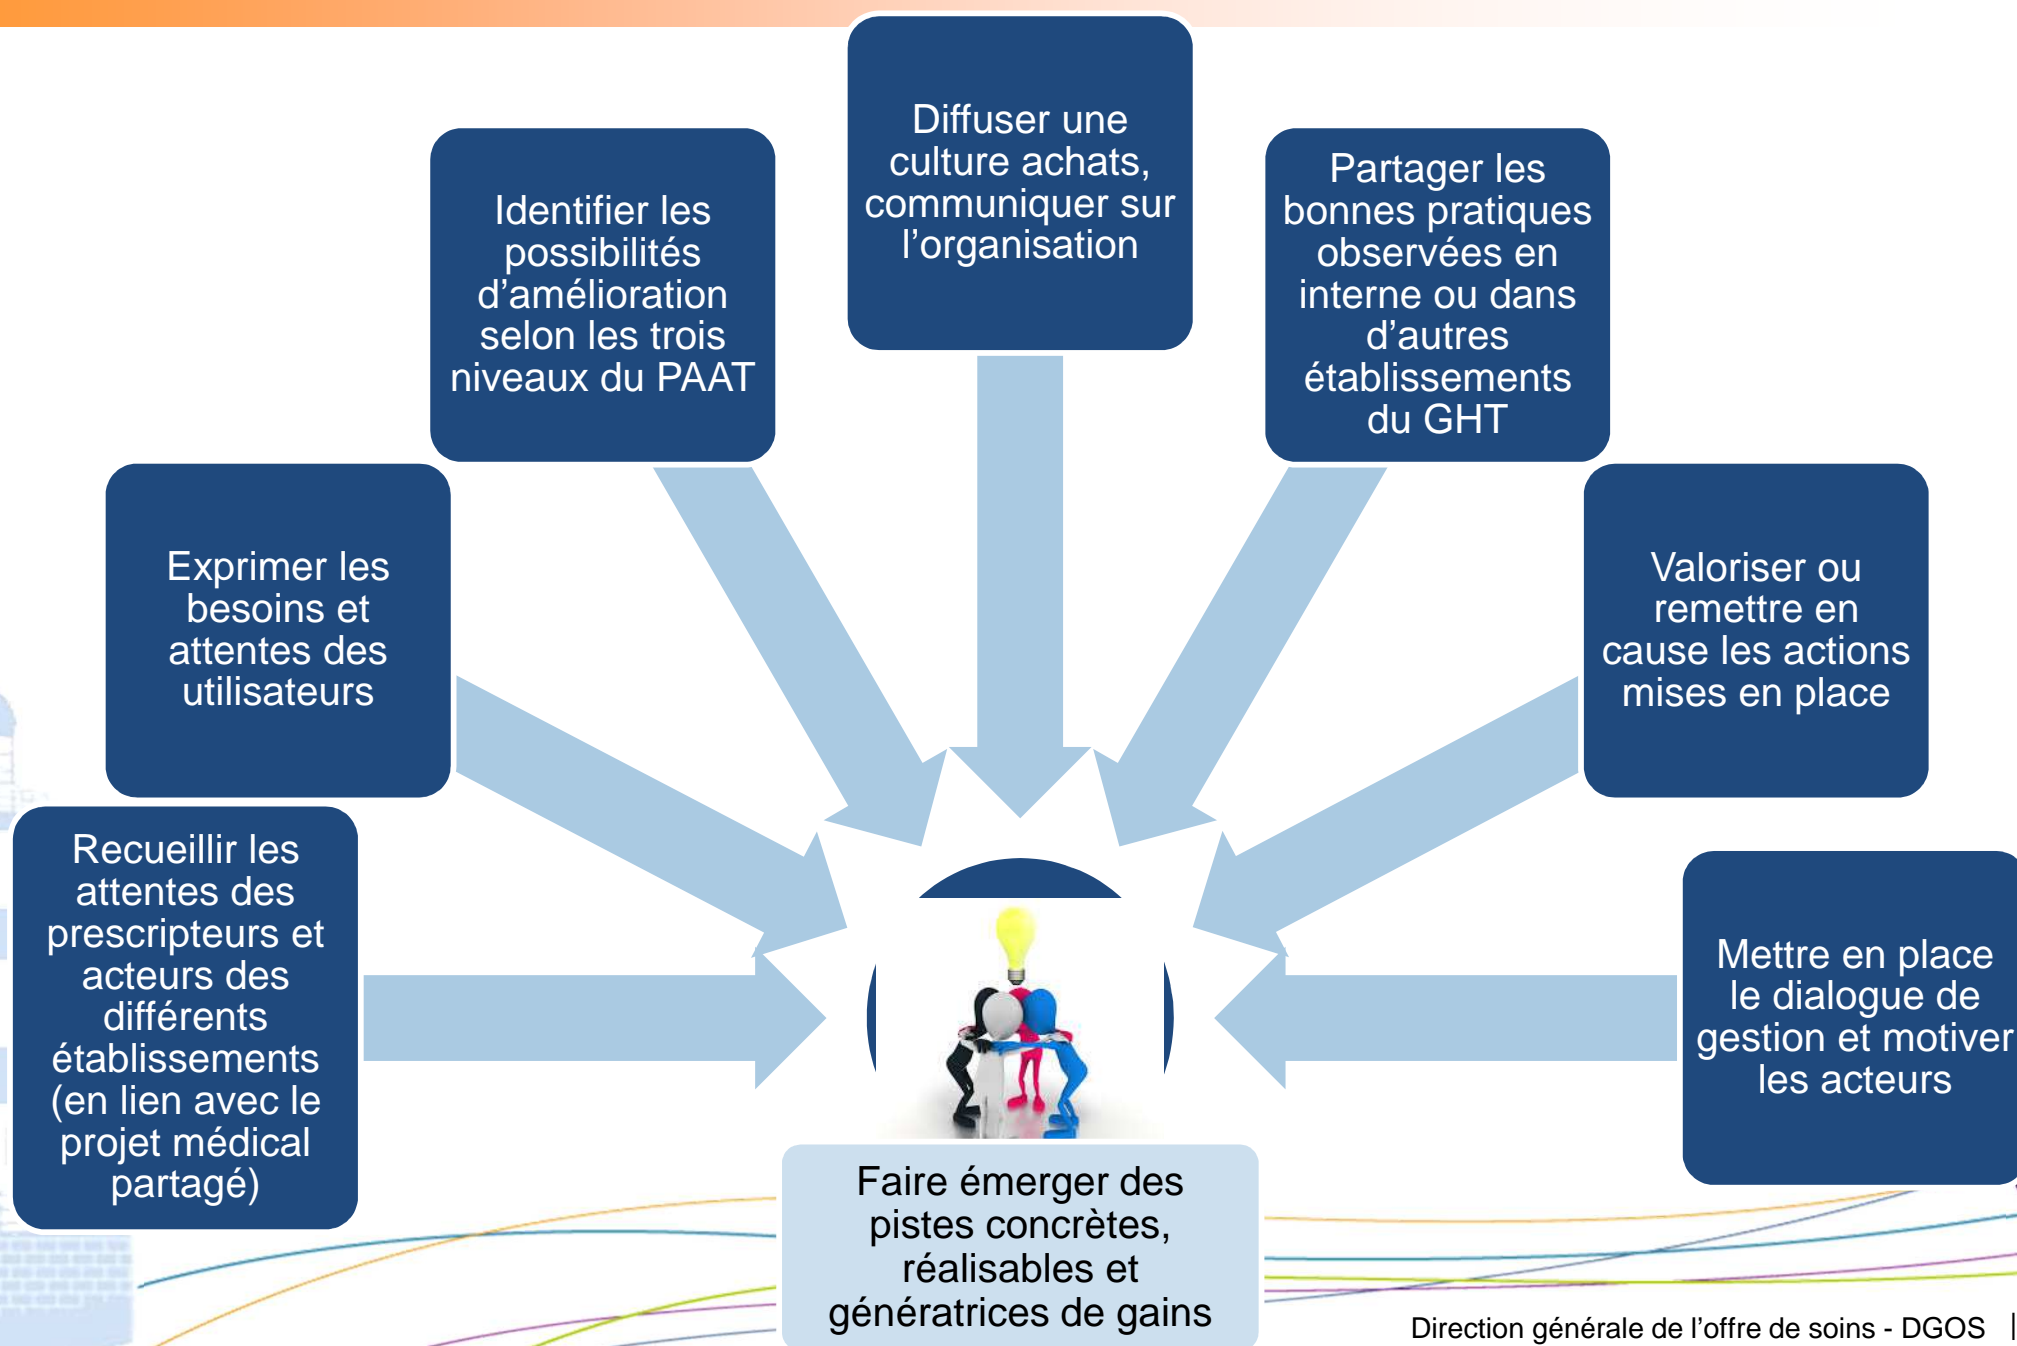 Recueillir les
attentes des
prescripteurs et
acteurs des
différents
établissements
(en lien avec le
projet médical
partagé)
Exprimer les
besoins et
attentes des
utilisateurs
Identifier les
possibilités
d’amélioration
selon les trois
niveaux du PAAT
Diffuser une
culture achats,
communiquer sur
l’organisation
Partager les
bonnes pratiques
observées en
interne ou dans
d’autres
établissements
du GHT
Valoriser ou
remettre en
cause les actions
mises en place
Mettre en place
le dialogue de
gestion et motiver
les acteurs
Faire émerger des
pistes concrètes,
réalisables et
génératrices de gains
Direction générale de l’offre de soins - DGOS |